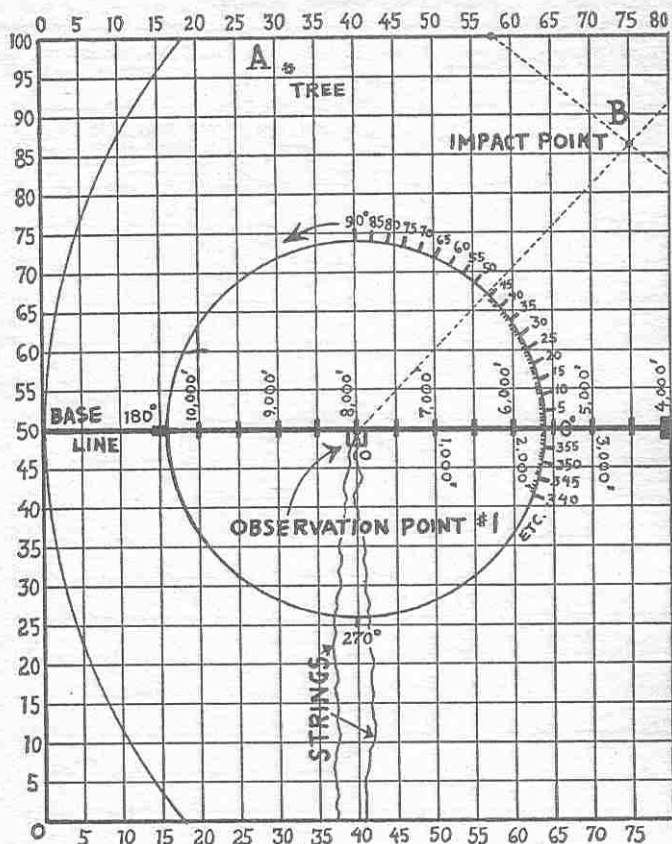 0 5 10 15 20 25 30 35 40 45 50 55 60 65 70 75 80
100
A
TREE
95
90
B
IMPACT POINT
85
80
75
90° 85 80 75 70 65 60 55 50 45 40 35 30 25 20 15 10 5 0° 355 350 345 340 ETC.
70
65
60
55
10,000' 9,000' 8,000' 7,000' 6,000' 5,000' 4,000'
BASE 180°
50
LINE
0 1,000' 2,000' 3,000'
45
40
OBSERVATION POINT #1
35
30
25
270°
20
STRINGS
15
10
5
0 5 10 15 20 25 30 35 40 45 50 55 60 65 70 75 80